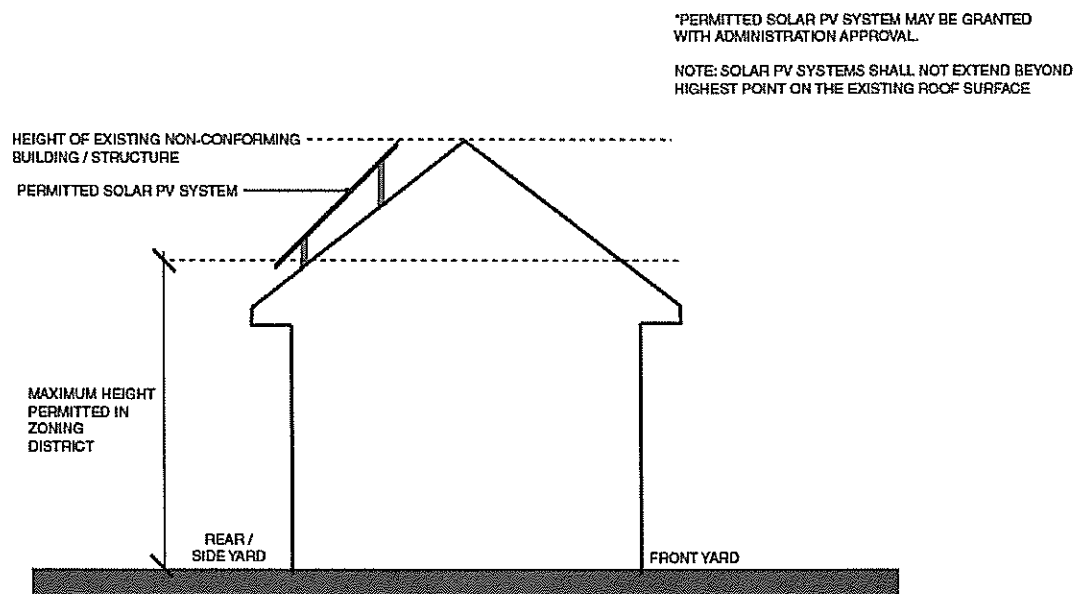 *PERMITTED SOLAR PV SYSTEM MAY BE GRANTED
WITH ADMINISTRATION APPROVAL.
NOTE: SOLAR PV SYSTEMS SHALL NOT EXTEND BEYOND
HIGHEST POINT ON THE EXISTING ROOF SURFACE
HEIGHT OF EXISTING NON-CONFORMING
BUILDING / STRUCTURE
PERMITTED SOLAR PV SYSTEM
MAXIMUM HEIGHT
PERMITTED IN
ZONING
DISTRICT
REAR /
SIDE YARD
FRONT YARD